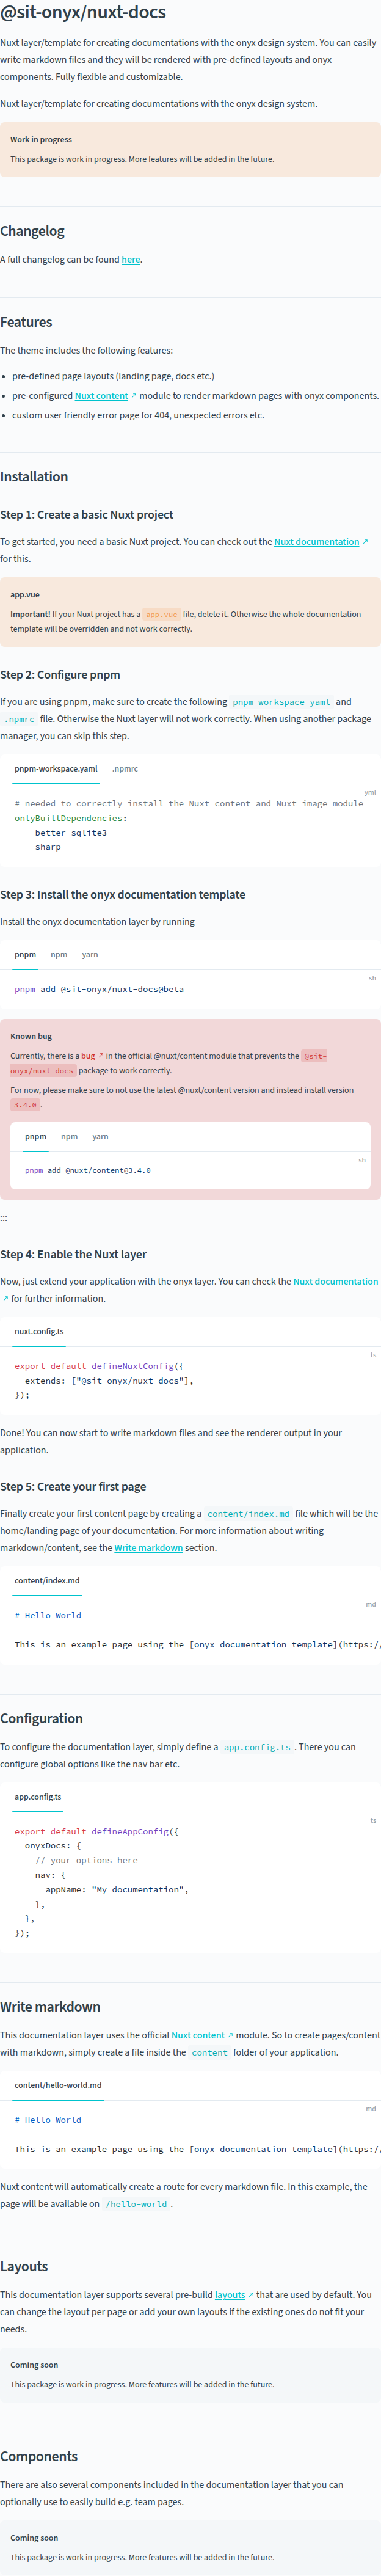 @sit-onyx/nuxt-docs
Nuxt layer/template for creating documentations with the onyx design system. You can easily
write markdown files and they will be rendered with pre-defined layouts and onyx
components. Fully flexible and customizable.
Nuxt layer/template for creating documentations with the onyx design system.
Work in progress
This package is work in progress. More features will be added in the future.
Changelog
A full changelog can be found here.
Features
The theme includes the following features:
• pre-defined page layouts (landing page, docs etc.)
• pre-configured Nuxt content ↗ module to render markdown pages with onyx components.
• custom user friendly error page for 404, unexpected errors etc.
Installation
Step 1: Create a basic Nuxt project
To get started, you need a basic Nuxt project. You can check out the Nuxt documentation ↗
for this.
app.vue
Important! If your Nuxt project has a app.vue file, delete it. Otherwise the whole documentation
template will be overridden and not work correctly.
Step 2: Configure pnpm
If you are using pnpm, make sure to create the following pnpm-workspace-yaml and
.npmrc file. Otherwise the Nuxt layer will not work correctly. When using another package
manager, you can skip this step.
pnpm-workspace.yaml .npmrc
yml
# needed to correctly install the Nuxt content and Nuxt image module
onlyBuiltDependencies:
- better-sqlite3
- sharp
Step 3: Install the onyx documentation template
Install the onyx documentation layer by running
pnpm npm yarn
sh
pnpm add @sit-onyx/nuxt-docs@beta
Known bug
Currently, there is a bug ↗ in the official @nuxt/content module that prevents the @sit-
onyx/nuxt-docs package to work correctly.
For now, please make sure to not use the latest @nuxt/content version and instead install version
3.4.0.
pnpm npm yarn
sh
pnpm add @nuxt/content@3.4.0
:::
Step 4: Enable the Nuxt layer
Now, just extend your application with the onyx layer. You can check the Nuxt documentation
↗ for further information.
nuxt.config.ts
ts
export default defineNuxtConfig({
extends: ["@sit-onyx/nuxt-docs"],
});
Done! You can now start to write markdown files and see the renderer output in your
application.
Step 5: Create your first page
Finally create your first content page by creating a content/index.md file which will be the
home/landing page of your documentation. For more information about writing
markdown/content, see the Write markdown section.
content/index.md
md
# Hello World
This is an example page using the [onyx documentation template](https:/
Configuration
To configure the documentation layer, simply define a app.config.ts. There you can
configure global options like the nav bar etc.
app.config.ts
ts
export default defineAppConfig({
onyxDocs: {
// your options here
nav: {
appName: "My documentation",
},
},
});
Write markdown
This documentation layer uses the official Nuxt content ↗ module. So to create pages/content
with markdown, simply create a file inside the content folder of your application.
content/hello-world.md
md
# Hello World
This is an example page using the [onyx documentation template](https:/
Nuxt content will automatically create a route for every markdown file. In this example, the
page will be available on /hello-world.
Layouts
This documentation layer supports several pre-build layouts ↗ that are used by default. You
can change the layout per page or add your own layouts if the existing ones do not fit your
needs.
Coming soon
This package is work in progress. More features will be added in the future.
Components
There are also several components included in the documentation layer that you can
optionally use to easily build e.g. team pages.
Coming soon
This package is work in progress. More features will be added in the future.